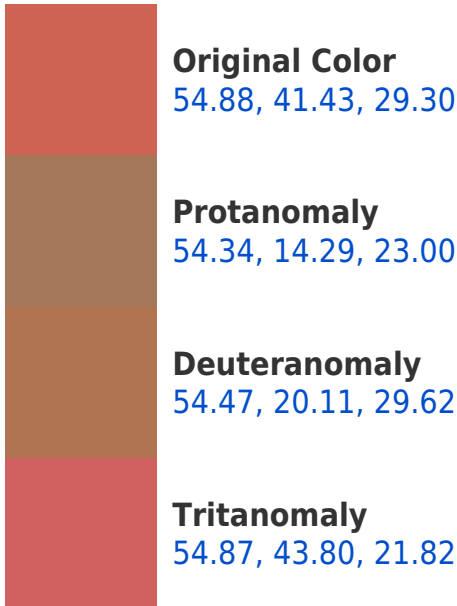 Original Color
54.88, 41.43, 29.30
Protanomaly
54.34, 14.29, 23.00
Deuteranomaly
54.47, 20.11, 29.62
Tritanomaly
54.87, 43.80, 21.82